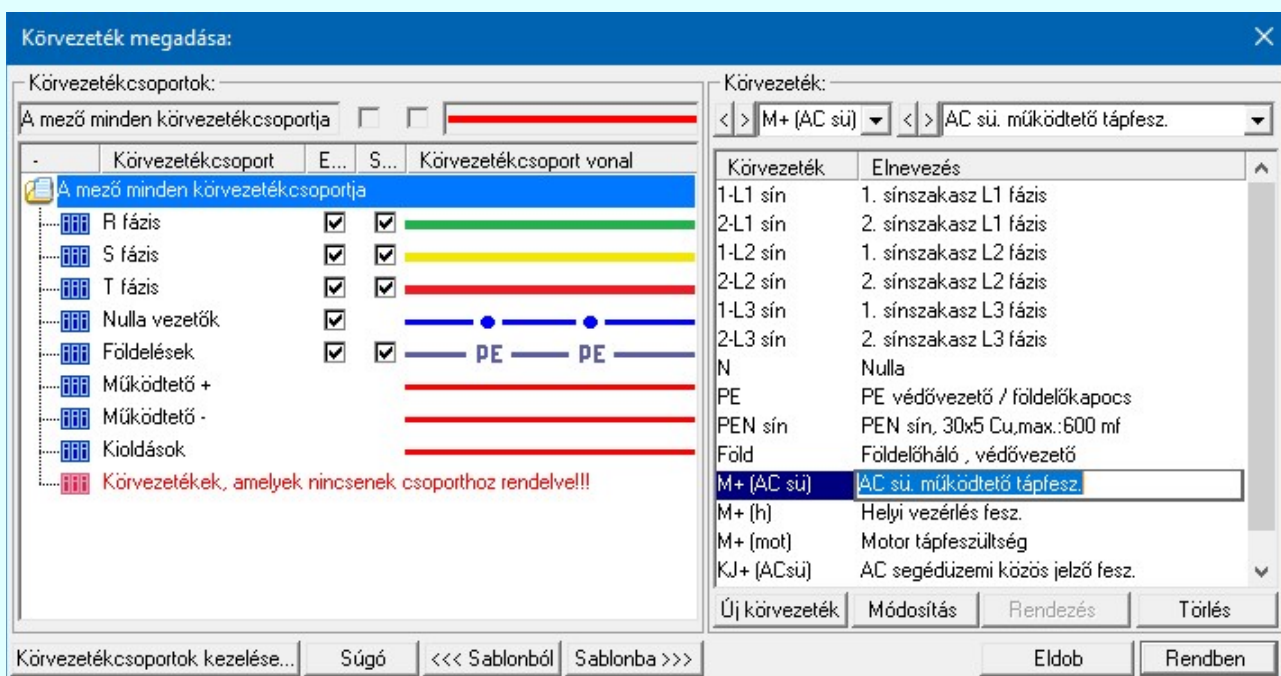 Körvezeték megadása:
Körvezetékcsoportok:
A mező minden körvezetékcsoportja
- Körvezetékcsoport E... S... Körvezetékcsoport vonal
A mező minden körvezetékcsoportja
R fázis
S fázis
T fázis
Nulla vezetők
Földelések PE PE
Működtető +
Működtető -
Kioldások
Körvezetékek, amelyek nincsenek csoporthoz rendelve!!!
Körvezeték:
< > M+ (AC sü) < > AC sü. működtető tápfesz.
Körvezeték Elnevezés
1-L1 sín 1. sínszakasz L1 fázis
2-L1 sín 2. sínszakasz L1 fázis
1-L2 sín 1. sínszakasz L2 fázis
2-L2 sín 2. sínszakasz L2 fázis
1-L3 sín 1. sínszakasz L3 fázis
2-L3 sín 2. sínszakasz L3 fázis
N Nulla
PE PE védővezető / földelőkapocs
PEN sín PEN sín, 30x5 Cu,max.:600 mf
Föld Földelőháló , védővezető
M+ (AC sü) AC sü. működtető tápfesz.
M+ (h) Helyi vezérlés fesz.
M+ (mot) Motor tápfeszültség
KJ+ (ACsü) AC segédüzemi közös jelző fesz.
Új körvezeték Módosítás Rendezés Törlés
Körvezetékcsoportok kezelése... Súgó <<< Sablonból Sablonba >>> Eldob Rendben